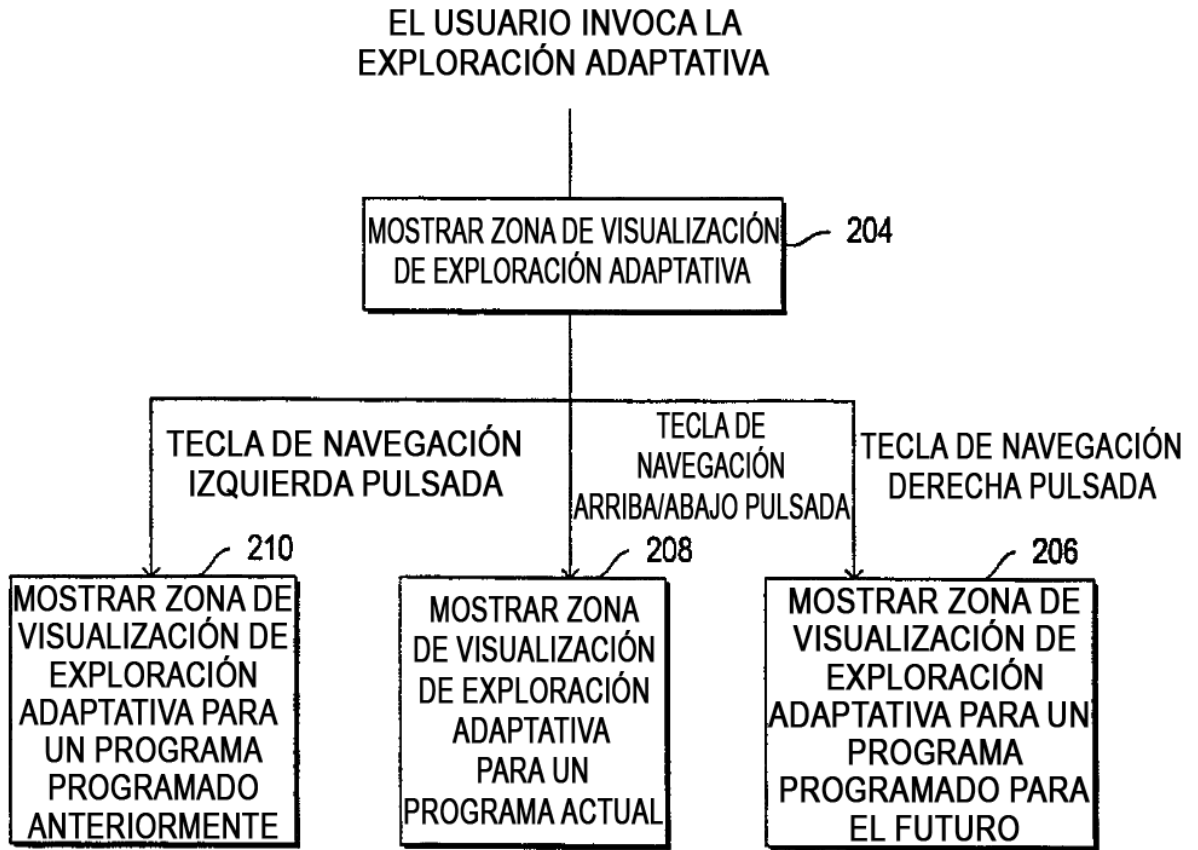 EL USUARIO INVOCA LA
EXPLORACIÓN ADAPTATIVA
MOSTRAR ZONA DE VISUALIZACIÓN
DE EXPLORACIÓN ADAPTATIVA
204
TECLA DE NAVEGACIÓN
IZQUIERDA PULSADA
TECLA DE
NAVEGACIÓN
ARRIBA/ABAJO PULSADA
TECLA DE NAVEGACIÓN
DERECHA PULSADA
210
MOSTRAR ZONA DE
VISUALIZACIÓN DE
EXPLORACIÓN
ADAPTATIVA PARA
UN PROGRAMA
PROGRAMADO
ANTERIORMENTE
208
MOSTRAR ZONA
DE VISUALIZACIÓN
DE EXPLORACIÓN
ADAPTATIVA
PARA UN
PROGRAMA ACTUAL
206
MOSTRAR ZONA DE
VISUALIZACIÓN DE
EXPLORACIÓN
ADAPTATIVA PARA UN
PROGRAMA
PROGRAMADO PARA
EL FUTURO